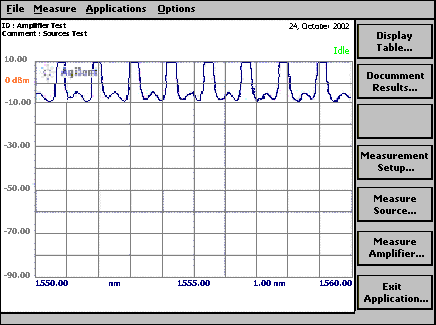 File Measure Applications Options
ID : Amplifier Test
Comment : Sources Test
24, October 2002
Idle
10.00
0 dBm
-10.00
-30.00
-50.00
-70.00
-90.00
1550.00 nm 1555.00 1.00 nm 1560.00
Agilent
Display
Table...
Documment
Results...
Measurement
Setup...
Measure
Source...
Measure
Amplifier...
Exit
Application...